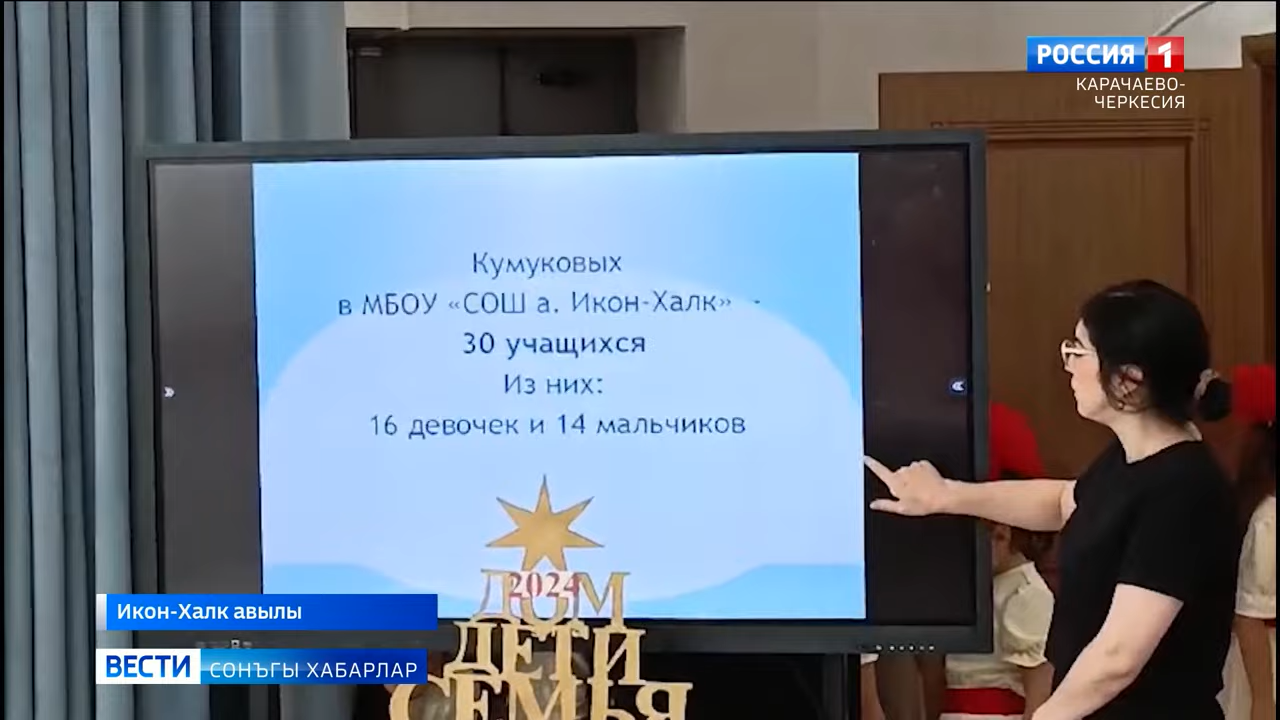 РОССИЯ 1
КАРАЧАЕВО-
ЧЕРКЕСИЯ
Кумуковых
в МБОУ «СОШ а. Икон-Халк» -
30 учащихся
Из них:
16 девочек и 14 мальчиков
2024
ДОМ
ДЕТИ
СЕМЬЯ
Икон-Халк авылы
ВЕСТИ СОНЪГЫ ХАБАРЛАР